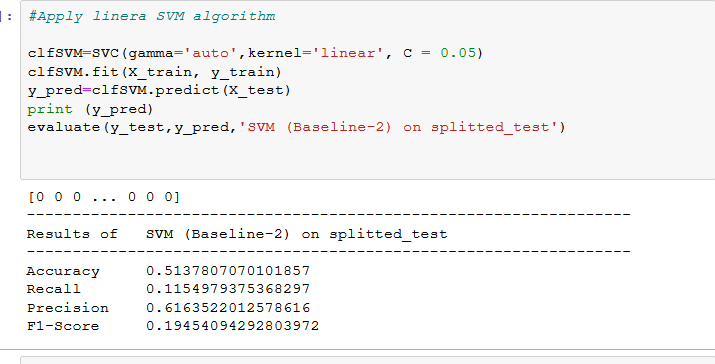 ]: #Apply linera SVM algorithm
clfSVM=SVC(gamma='auto',kernel='linear', C = 0.05)
clfSVM.fit(X_train, y_train)
y_pred=clfSVM.predict(X_test)
print (y_pred)
evaluate(y_test,y_pred,'SVM (Baseline-2) on splitted_test')
[0 0 0 ... 0 0 0]
-------------------------------------------------------------------
Results of   SVM (Baseline-2) on splitted_test
-------------------------------------------------------------------
Accuracy     0.5137807070101857
Recall       0.1154979375368297
Precision    0.6163522012578616
F1-Score     0.19454094292803972